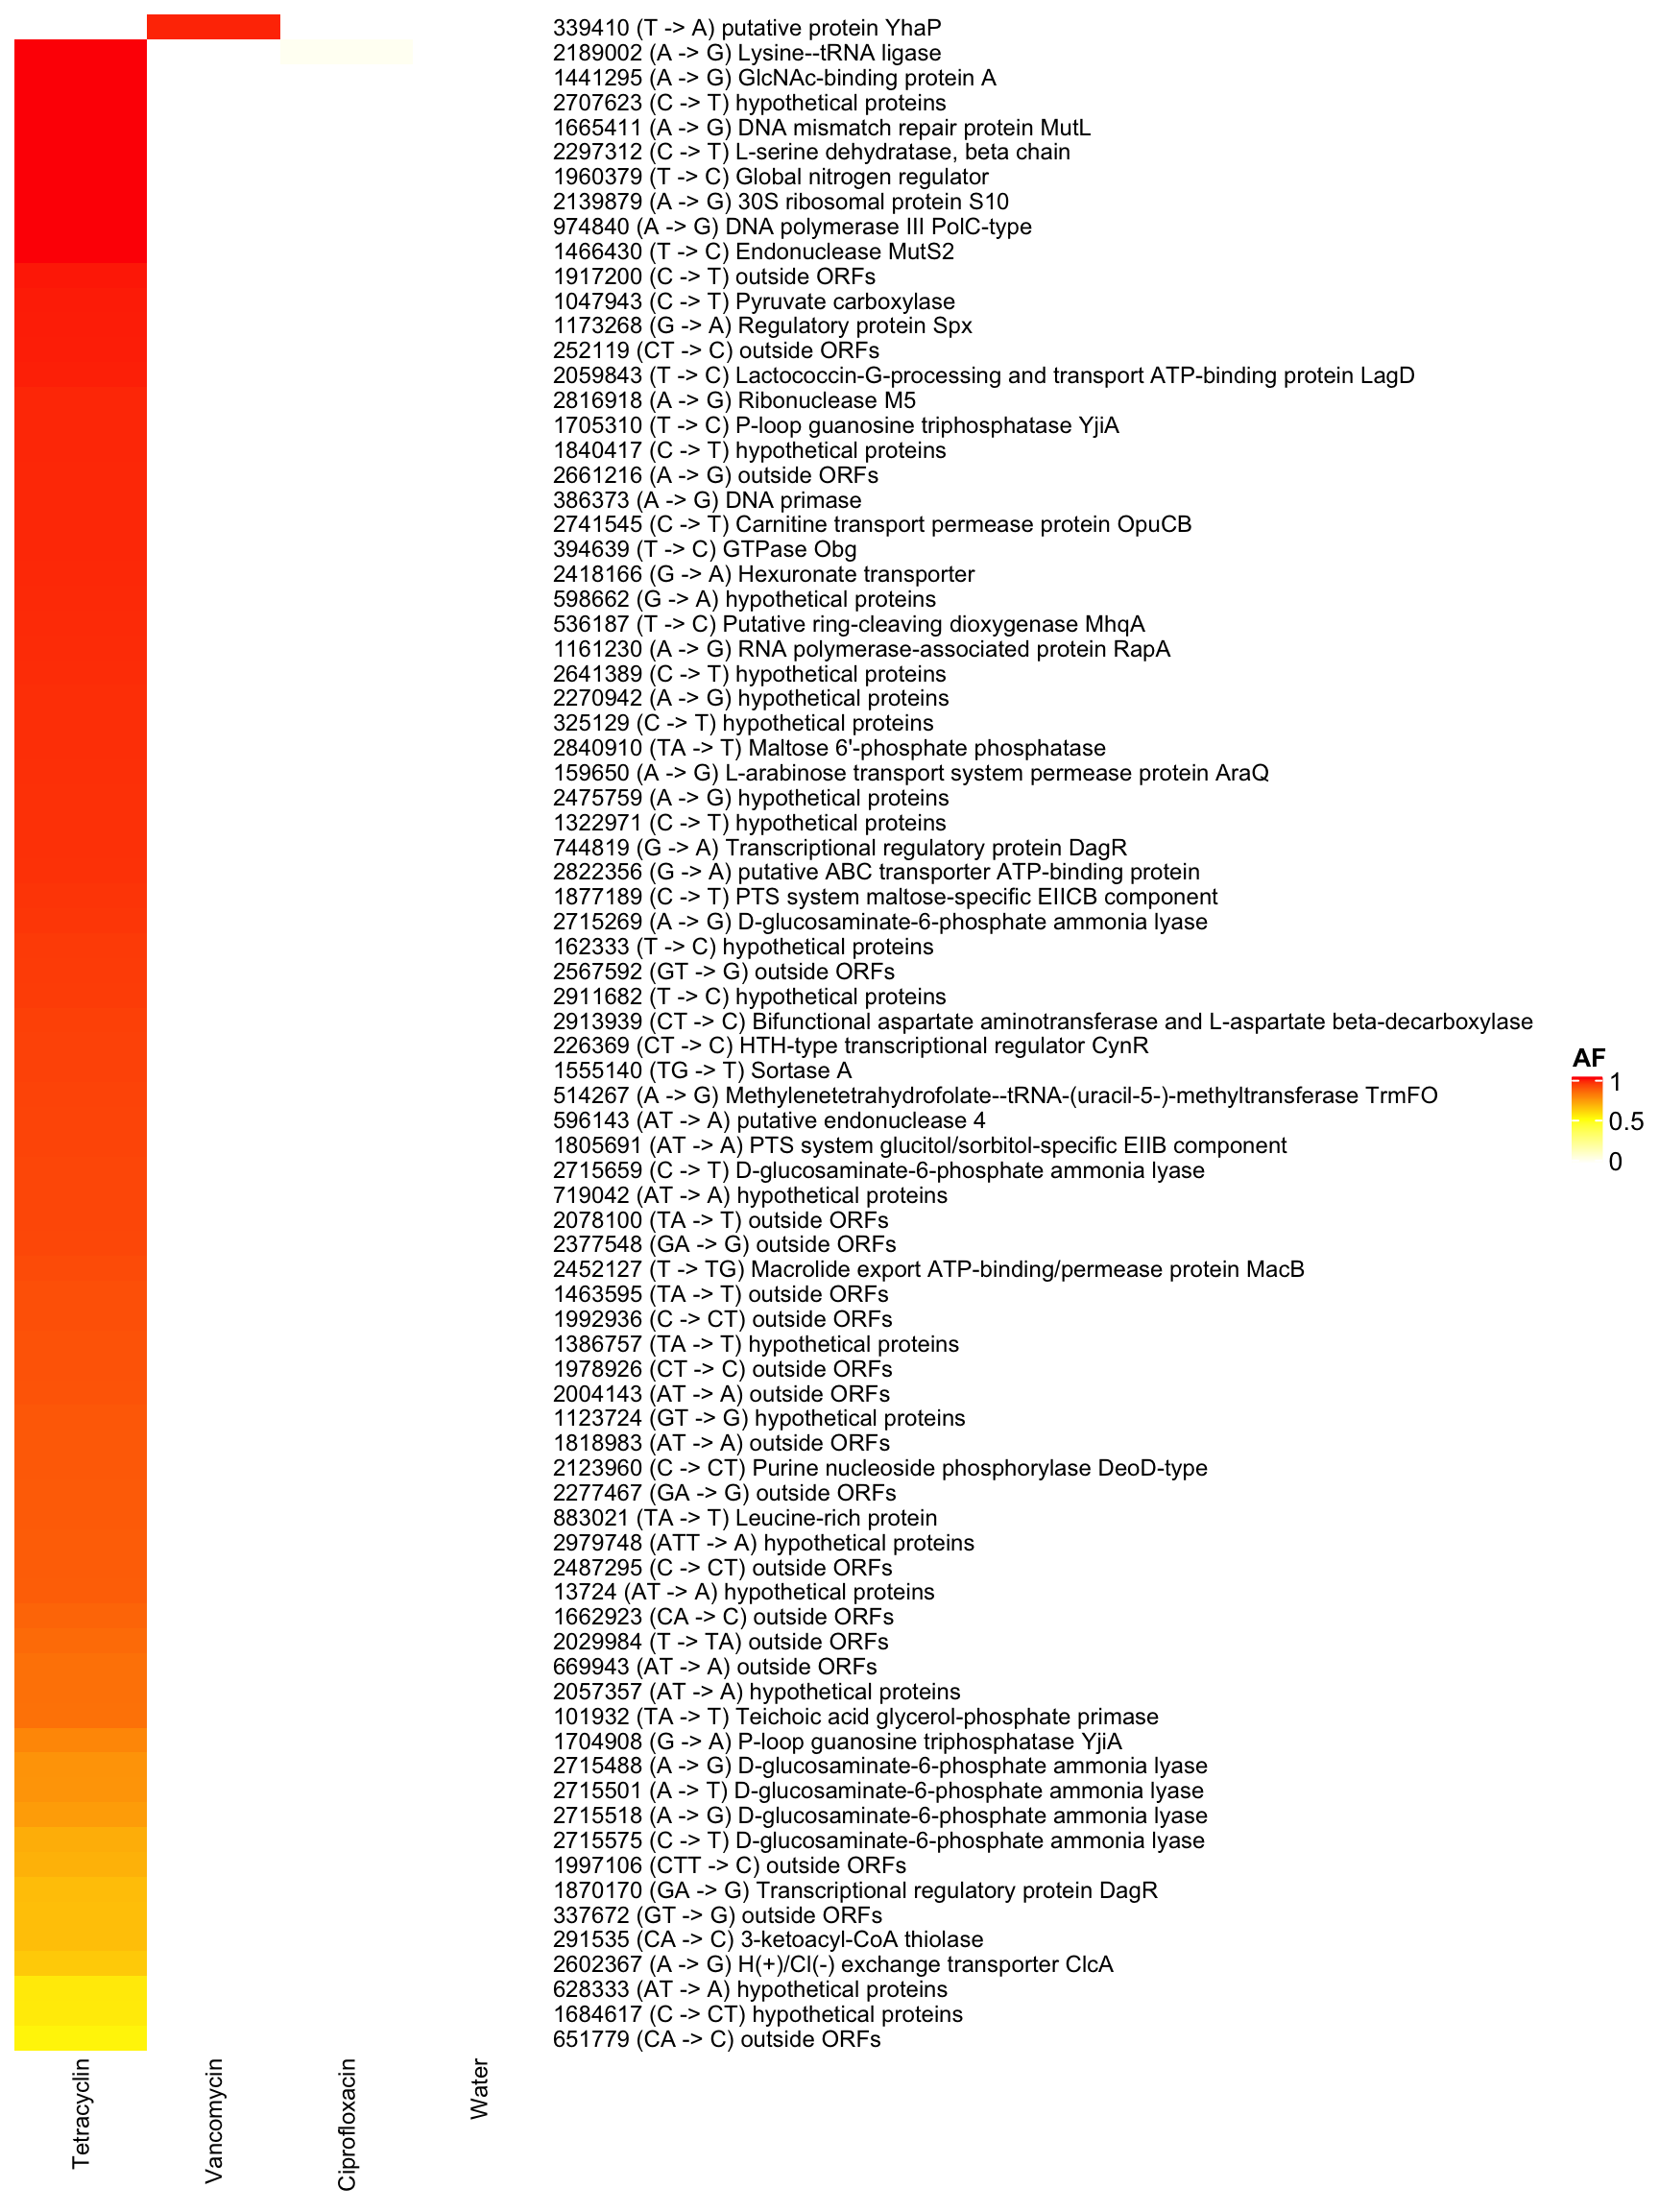 339410 (T -> A) putative protein YhaP
2189002 (A -> G) Lysine--tRNA ligase
1441295 (A -> G) GlcNAc-binding protein A
2707623 (C -> T) hypothetical proteins
1665411 (A -> G) DNA mismatch repair protein MutL
2297312 (C -> T) L-serine dehydratase, beta chain
1960379 (T -> C) Global nitrogen regulator
2139879 (A -> G) 30S ribosomal protein S10
974840 (A -> G) DNA polymerase III PolC-type
1466430 (T -> C) Endonuclease MutS2
1917200 (C -> T) outside ORFs
1047943 (C -> T) Pyruvate carboxylase
1173268 (G -> A) Regulatory protein Spx
252119 (CT -> C) outside ORFs
2059843 (T -> C) Lactococcin-G-processing and transport ATP-binding protein LagD
2816918 (A -> G) Ribonuclease M5
1705310 (T -> C) P-loop guanosine triphosphatase YjiA
1840417 (C -> T) hypothetical proteins
2661216 (A -> G) outside ORFs
386373 (A -> G) DNA primase
2741545 (C -> T) Carnitine transport permease protein OpuCB
394639 (T -> C) GTPase Obg
2418166 (G -> A) Hexuronate transporter
598662 (G -> A) hypothetical proteins
536187 (T -> C) Putative ring-cleaving dioxygenase MhqA
1161230 (A -> G) RNA polymerase-associated protein RapA
2641389 (C -> T) hypothetical proteins
2270942 (A -> G) hypothetical proteins
325129 (C -> T) hypothetical proteins
2840910 (TA -> T) Maltose 6'-phosphate phosphatase
159650 (A -> G) L-arabinose transport system permease protein AraQ
2475759 (A -> G) hypothetical proteins
1322971 (C -> T) hypothetical proteins
744819 (G -> A) Transcriptional regulatory protein DagR
2822356 (G -> A) putative ABC transporter ATP-binding protein
1877189 (C -> T) PTS system maltose-specific EIICB component
2715269 (A -> G) D-glucosaminate-6-phosphate ammonia lyase
162333 (T -> C) hypothetical proteins
2567592 (GT -> G) outside ORFs
2911682 (T -> C) hypothetical proteins
2913939 (CT -> C) Bifunctional aspartate aminotransferase and L-aspartate beta-decarboxylase
226369 (CT -> C) HTH-type transcriptional regulator CynR
1555140 (TG -> T) Sortase A
514267 (A -> G) Methylenetetrahydrofolate--tRNA-(uracil-5-)-methyltransferase TrmFO
596143 (AT -> A) putative endonuclease 4
1805691 (AT -> A) PTS system glucitol/sorbitol-specific EIIB component
2715659 (C -> T) D-glucosaminate-6-phosphate ammonia lyase
719042 (AT -> A) hypothetical proteins
2078100 (TA -> T) outside ORFs
2377548 (GA -> G) outside ORFs
2452127 (T -> TG) Macrolide export ATP-binding/permease protein MacB
1463595 (TA -> T) outside ORFs
1992936 (C -> CT) outside ORFs
1386757 (TA -> T) hypothetical proteins
1978926 (CT -> C) outside ORFs
2004143 (AT -> A) outside ORFs
1123724 (GT -> G) hypothetical proteins
1818983 (AT -> A) outside ORFs
2123960 (C -> CT) Purine nucleoside phosphorylase DeoD-type
2277467 (GA -> G) outside ORFs
883021 (TA -> T) Leucine-rich protein
2979748 (ATT -> A) hypothetical proteins
2487295 (C -> CT) outside ORFs
13724 (AT -> A) hypothetical proteins
1662923 (CA -> C) outside ORFs
2029984 (T -> TA) outside ORFs
669943 (AT -> A) outside ORFs
2057357 (AT -> A) hypothetical proteins
101932 (TA -> T) Teichoic acid glycerol-phosphate primase
1704908 (G -> A) P-loop guanosine triphosphatase YjiA
2715488 (A -> G) D-glucosaminate-6-phosphate ammonia lyase
2715501 (A -> T) D-glucosaminate-6-phosphate ammonia lyase
2715518 (A -> G) D-glucosaminate-6-phosphate ammonia lyase
2715575 (C -> T) D-glucosaminate-6-phosphate ammonia lyase
1997106 (CTT -> C) outside ORFs
1870170 (GA -> G) Transcriptional regulatory protein DagR
337672 (GT -> G) outside ORFs
291535 (CA -> C) 3-ketoacyl-CoA thiolase
2602367 (A -> G) H(+)/Cl(-) exchange transporter ClcA
628333 (AT -> A) hypothetical proteins
1684617 (C -> CT) hypothetical proteins
651779 (CA -> C) outside ORFs
Tetracyclin
Vancomycin
Ciprofloxacin
Water
AF
1
0.5
0